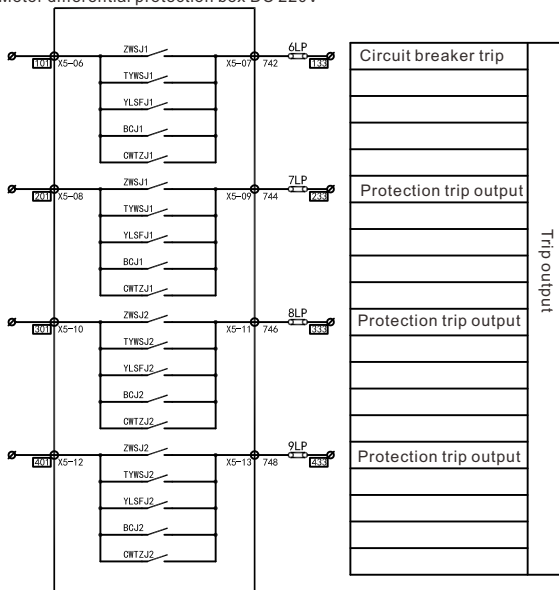 Motor differential protection box DC 220V
ZWSJ1 6LP
101 X5-06 X5-07 742 133 Circuit breaker trip
TYWSJ1
YLSFJ1
BCJ1
CWTZJ1
ZWSJ1 7LP
201 X5-08 X5-09 744 233 Protection trip output
TYWSJ1
YLSFJ1
BCJ1
CWTZJ1
Trip output
ZWSJ2 8LP
301 X5-10 X5-11 746 333 Protection trip output
TYWSJ2
YLSFJ2
BCJ2
CWTZJ2
ZWSJ2 9LP
401 X5-12 X5-13 748 433 Protection trip output
TYWSJ2
YLSFJ2
BCJ2
CWTZJ2